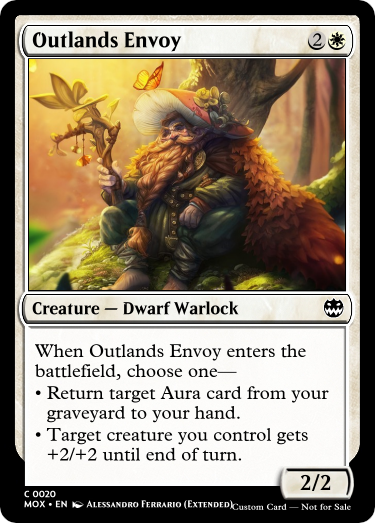 Outlands Envoy 2
Creature — Dwarf Warlock
When Outlands Envoy enters the
battlefield, choose one—
• Return target Aura card from your
graveyard to your hand.
• Target creature you control gets
+2/+2 until end of turn.
2/2
C 0020
MOX • EN Alessandro Ferrario (Extended)
Custom Card — Not for Sale